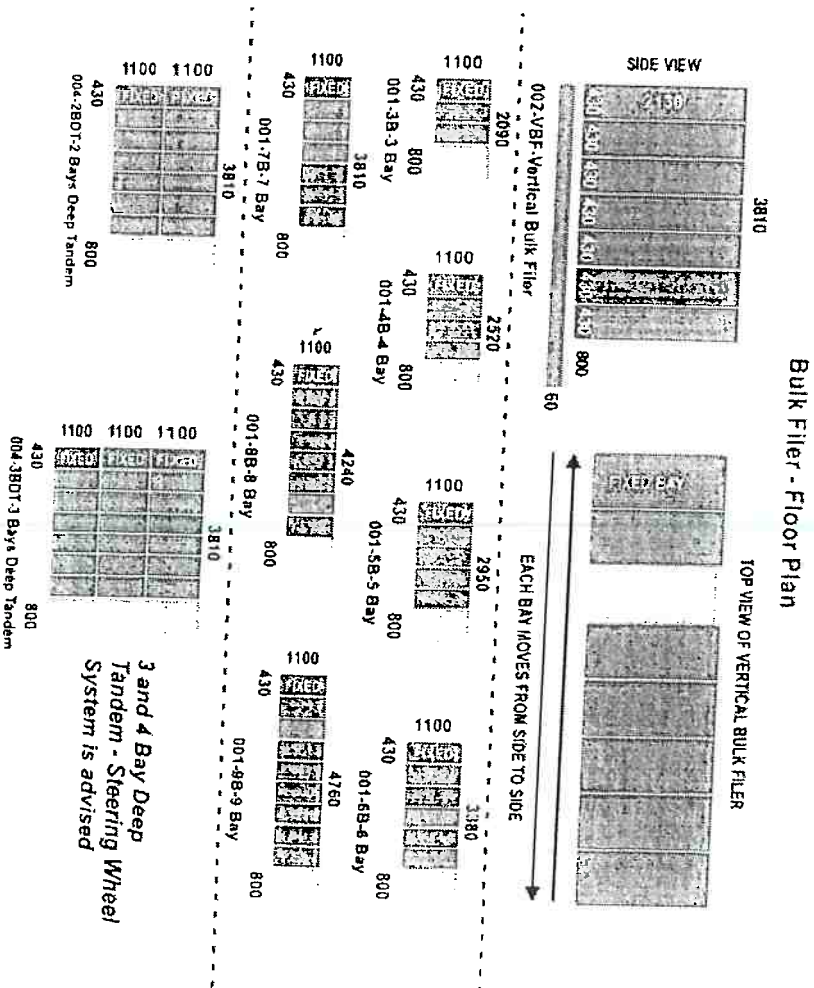 Bulk Filer - Floor Plan
SIDE VIEW
TOP VIEW OF VERTICAL BULK FILER
3810
2130
430 430 430 430 430 430 430
800
60
002-VBF-Vertical Bulk Filer
FIXED BAY
EACH BAY MOVES FROM SIDE TO SIDE
2090
1100
FIXED
430
800
001-3B-3 Bay
2520
1100
FIXED
430
800
001-4B-4 Bay
2950
1100
FIXED
430
800
001-5B-5 Bay
3380
1100
FIXED
430
800
001-6B-6 Bay
1100
FIXED
430
3810
800
001-7B-7 Bay
1100
FIXED
430
4240
800
001-8B-8 Bay
1100
FIXED
430
4760
800
001-9B-9 Bay
1100 1100
FIXED FIXED
430
3810
800
004-2BDT-2 Bays Deep Tandem
1100 1100 1100
FIXED FIXED FIXED
430
3810
800
004-3BDT-3 Bays Deep Tandem
3 and 4 Bay Deep
Tandem - Steering Wheel
System is advised